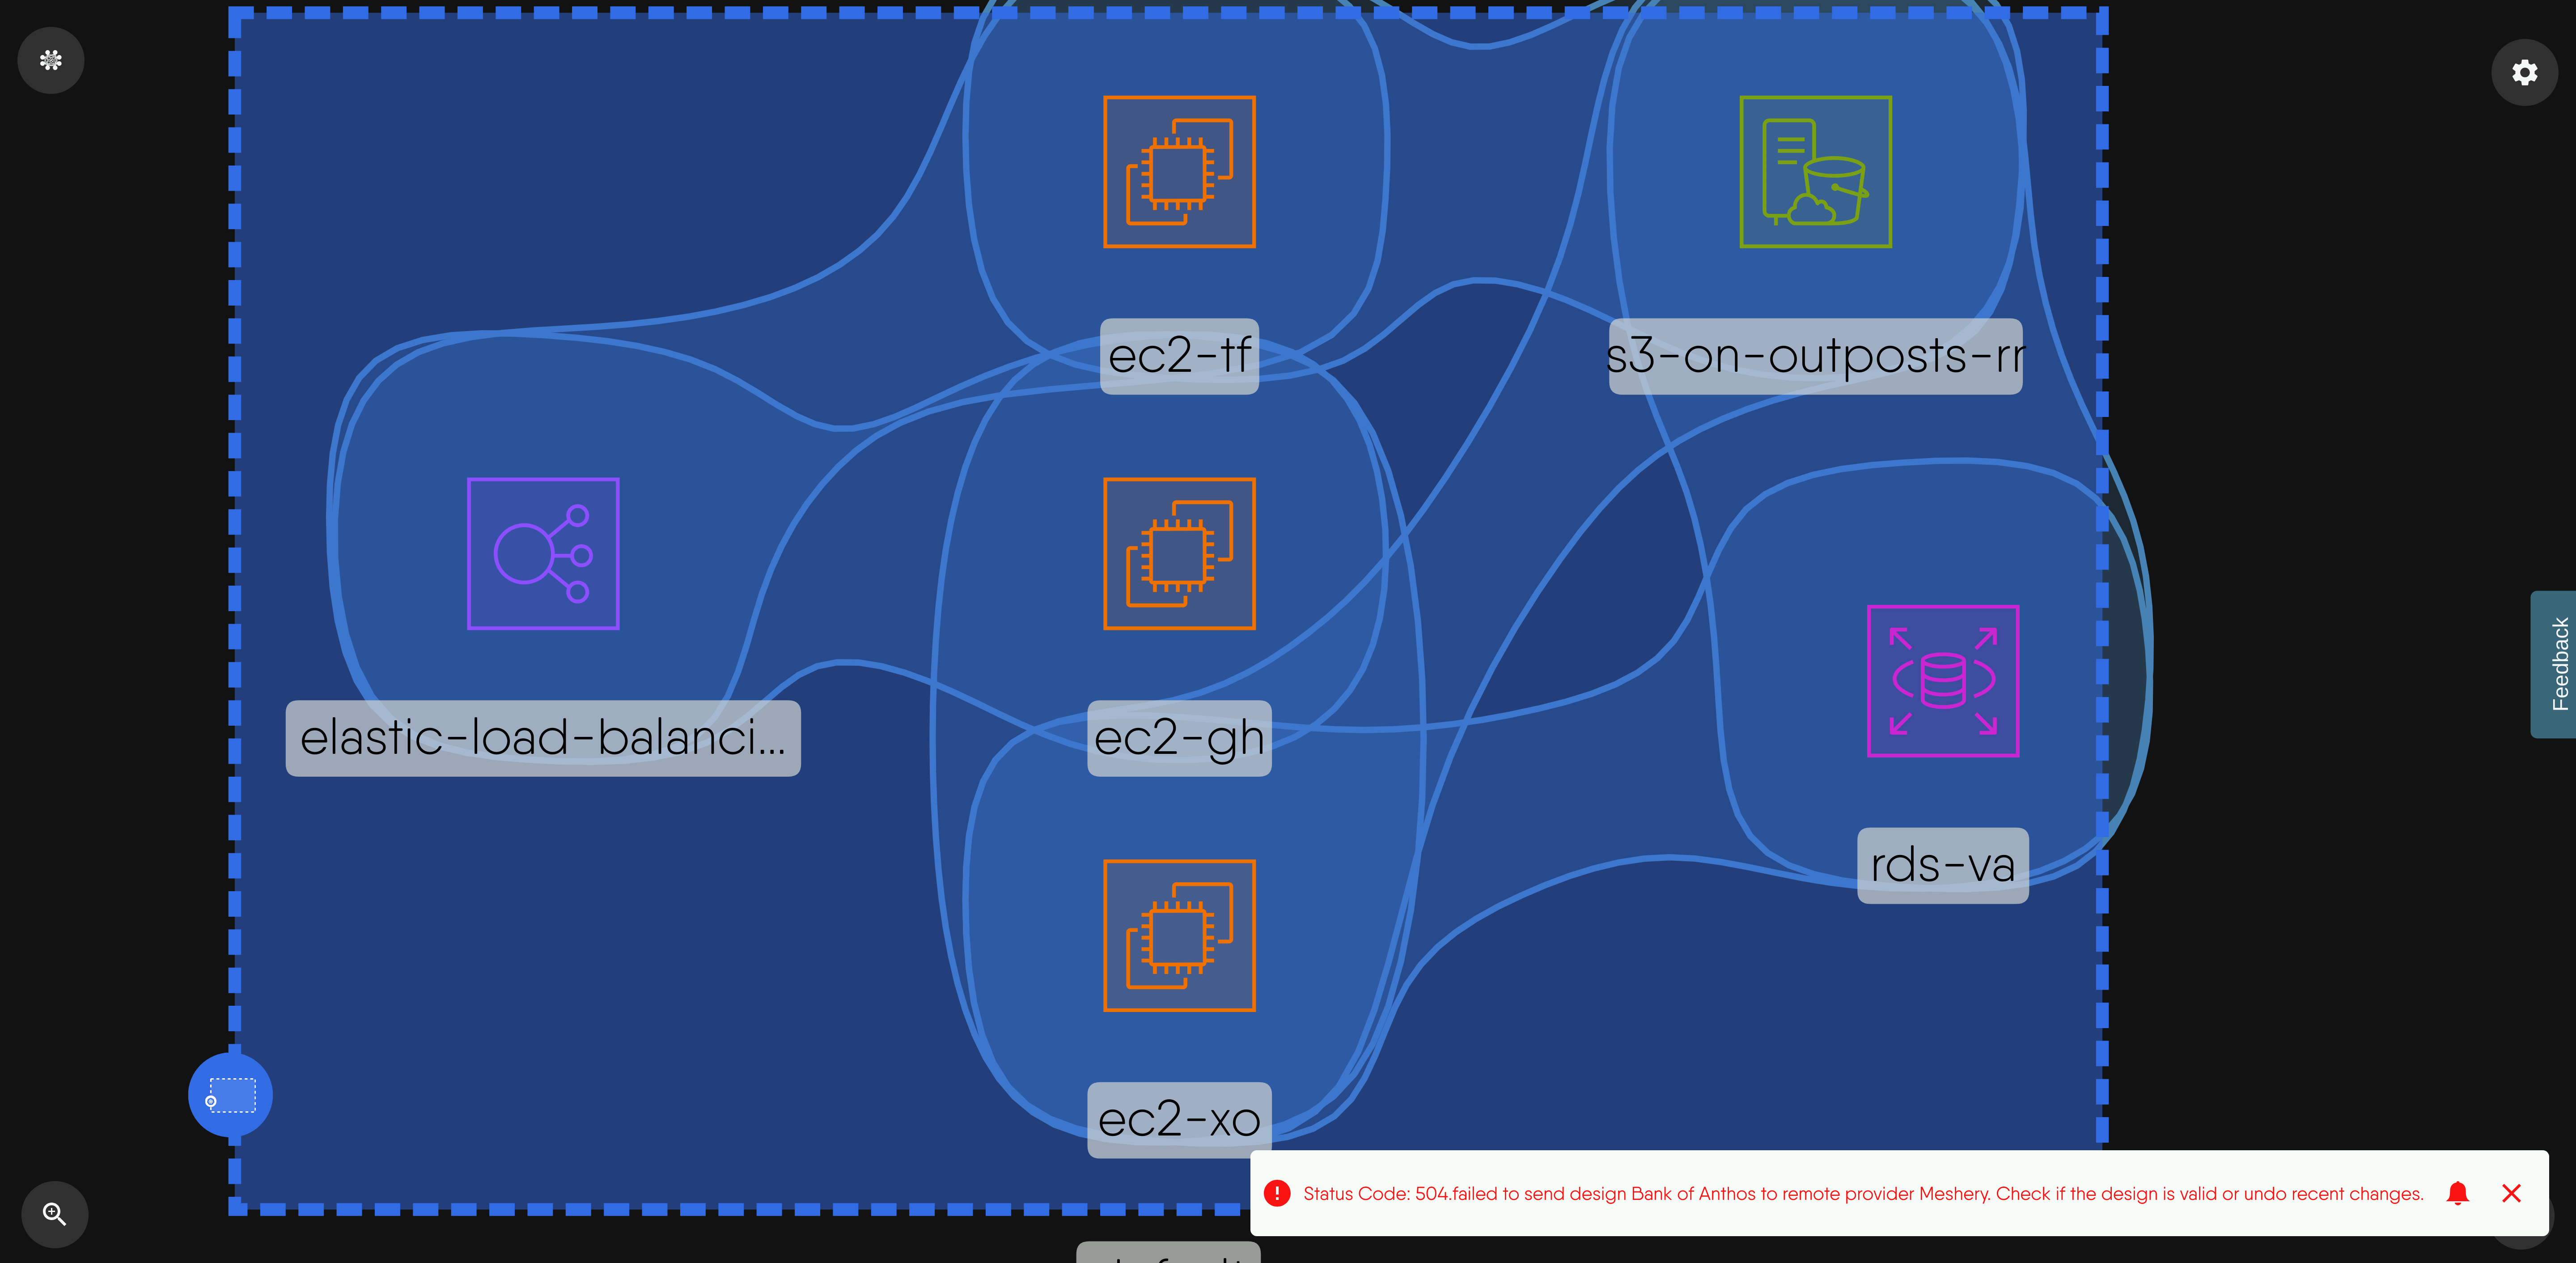 ec2-tf
s3-on-outposts-rr
elastic-load-balanci...
ec2-gh
Feedback
rds-va
ec2-xo
Status Code: 504.failed to send design Bank of Anthos to remote provider Meshery. Check if the design is valid or undo recent changes.